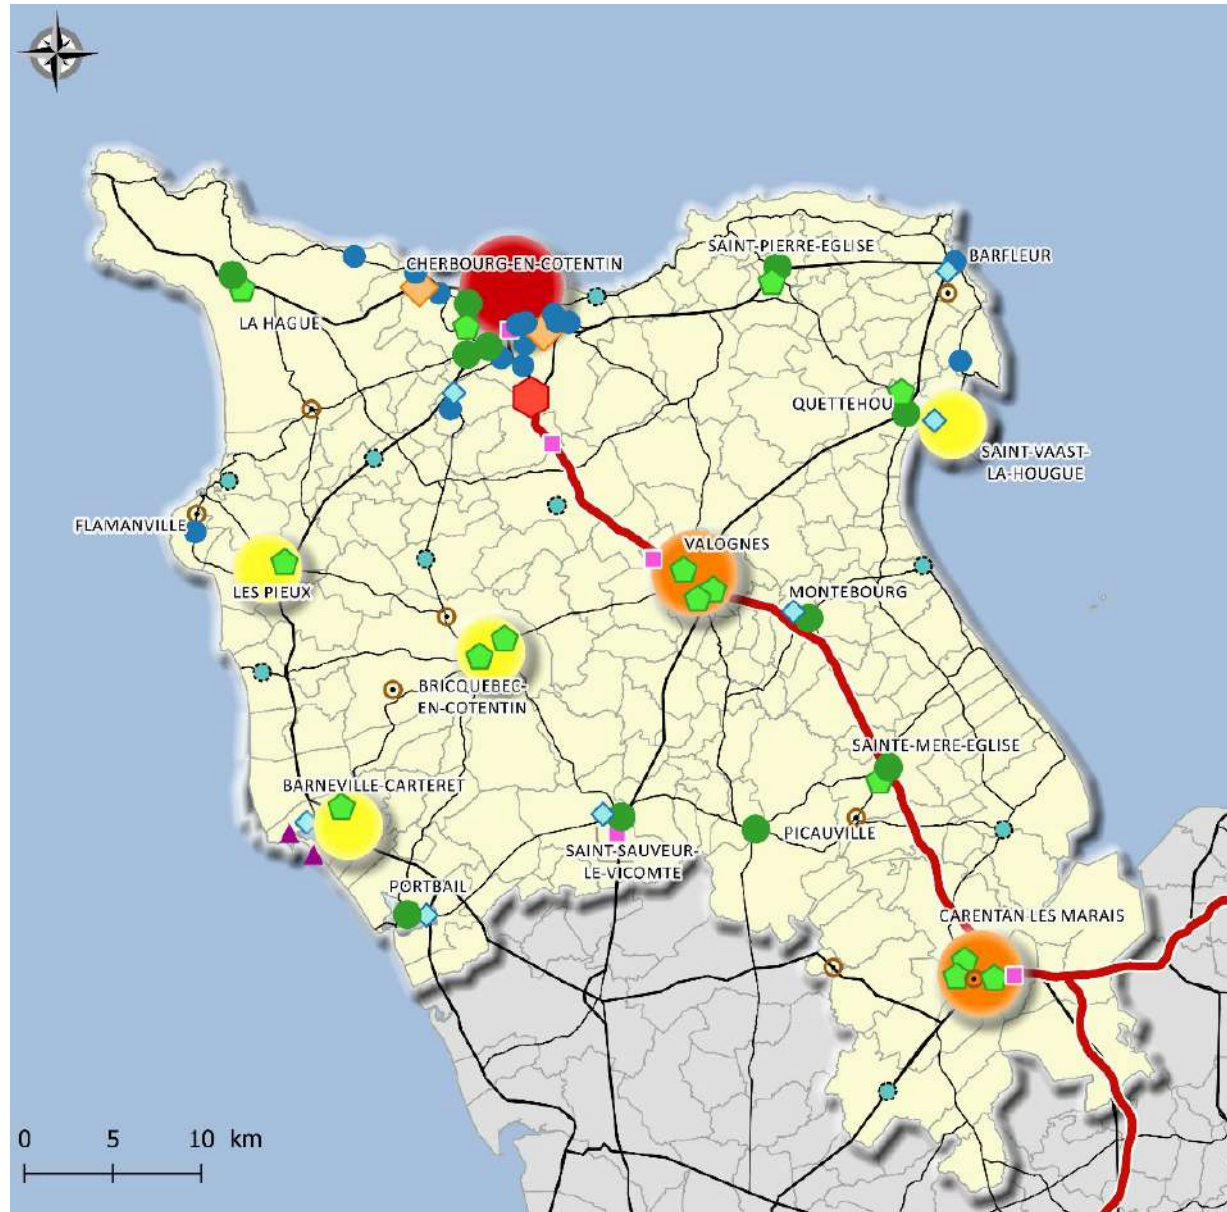 SAINT-PIERRE-EGLISE
BARFLEUR
CHERBOURG-EN-COTENTIN
LA HAGUE
QUETTEHOU
SAINT-VAAST-
LA-HOUGUE
FLAMANVILLE
VALOGNES
LES PIEUX
MONTEBOURG
BRICQUEBEC-
EN-COTENTIN
SAINTE-MERE-EGLISE
BARNEVILLE-CARTERET
PICAUVILLE
SAINT-SAUVEUR-
LE-VICOMTE
PORTBAIL
CARENTAN LES MARAIS
0 5 10 km